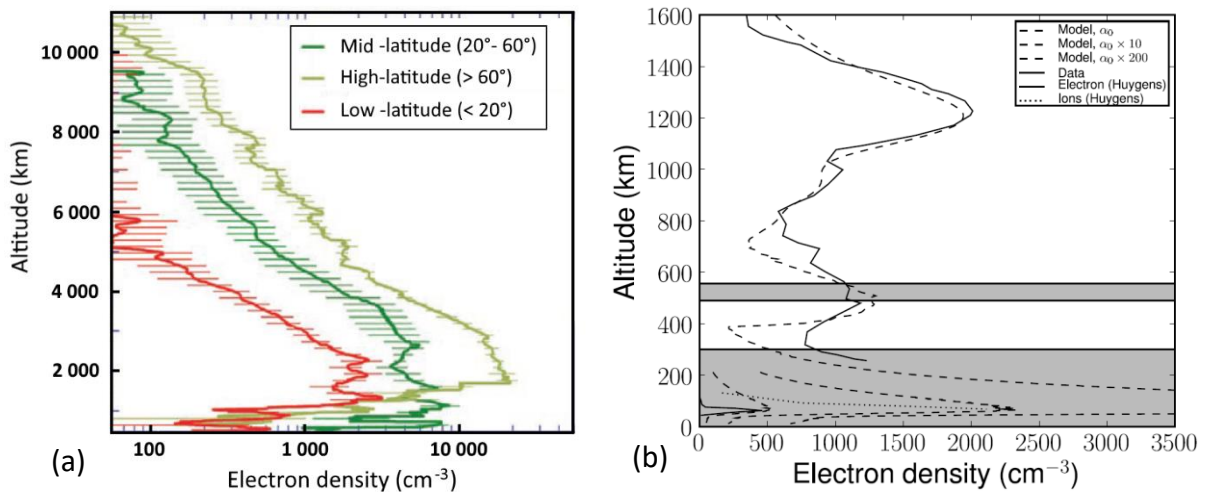 10 000
8 000
6 000
4 000
2 000
Altitude (km)
Mid -latitude (20°- 60°)
High-latitude (> 60°)
Low -latitude (< 20°)
100
1 000
10 000
Electron density (cm-3)
(a)
1600
1400
1200
1000
800
600
400
200
0
Altitude (km)
Model, α₀
Model, α₀ × 10
Model, α₀ × 200
Data
Electron (Huygens)
Ions (Huygens)
0
500
1000
1500
2000
2500
3000
3500
Electron density (cm−3)
(b)